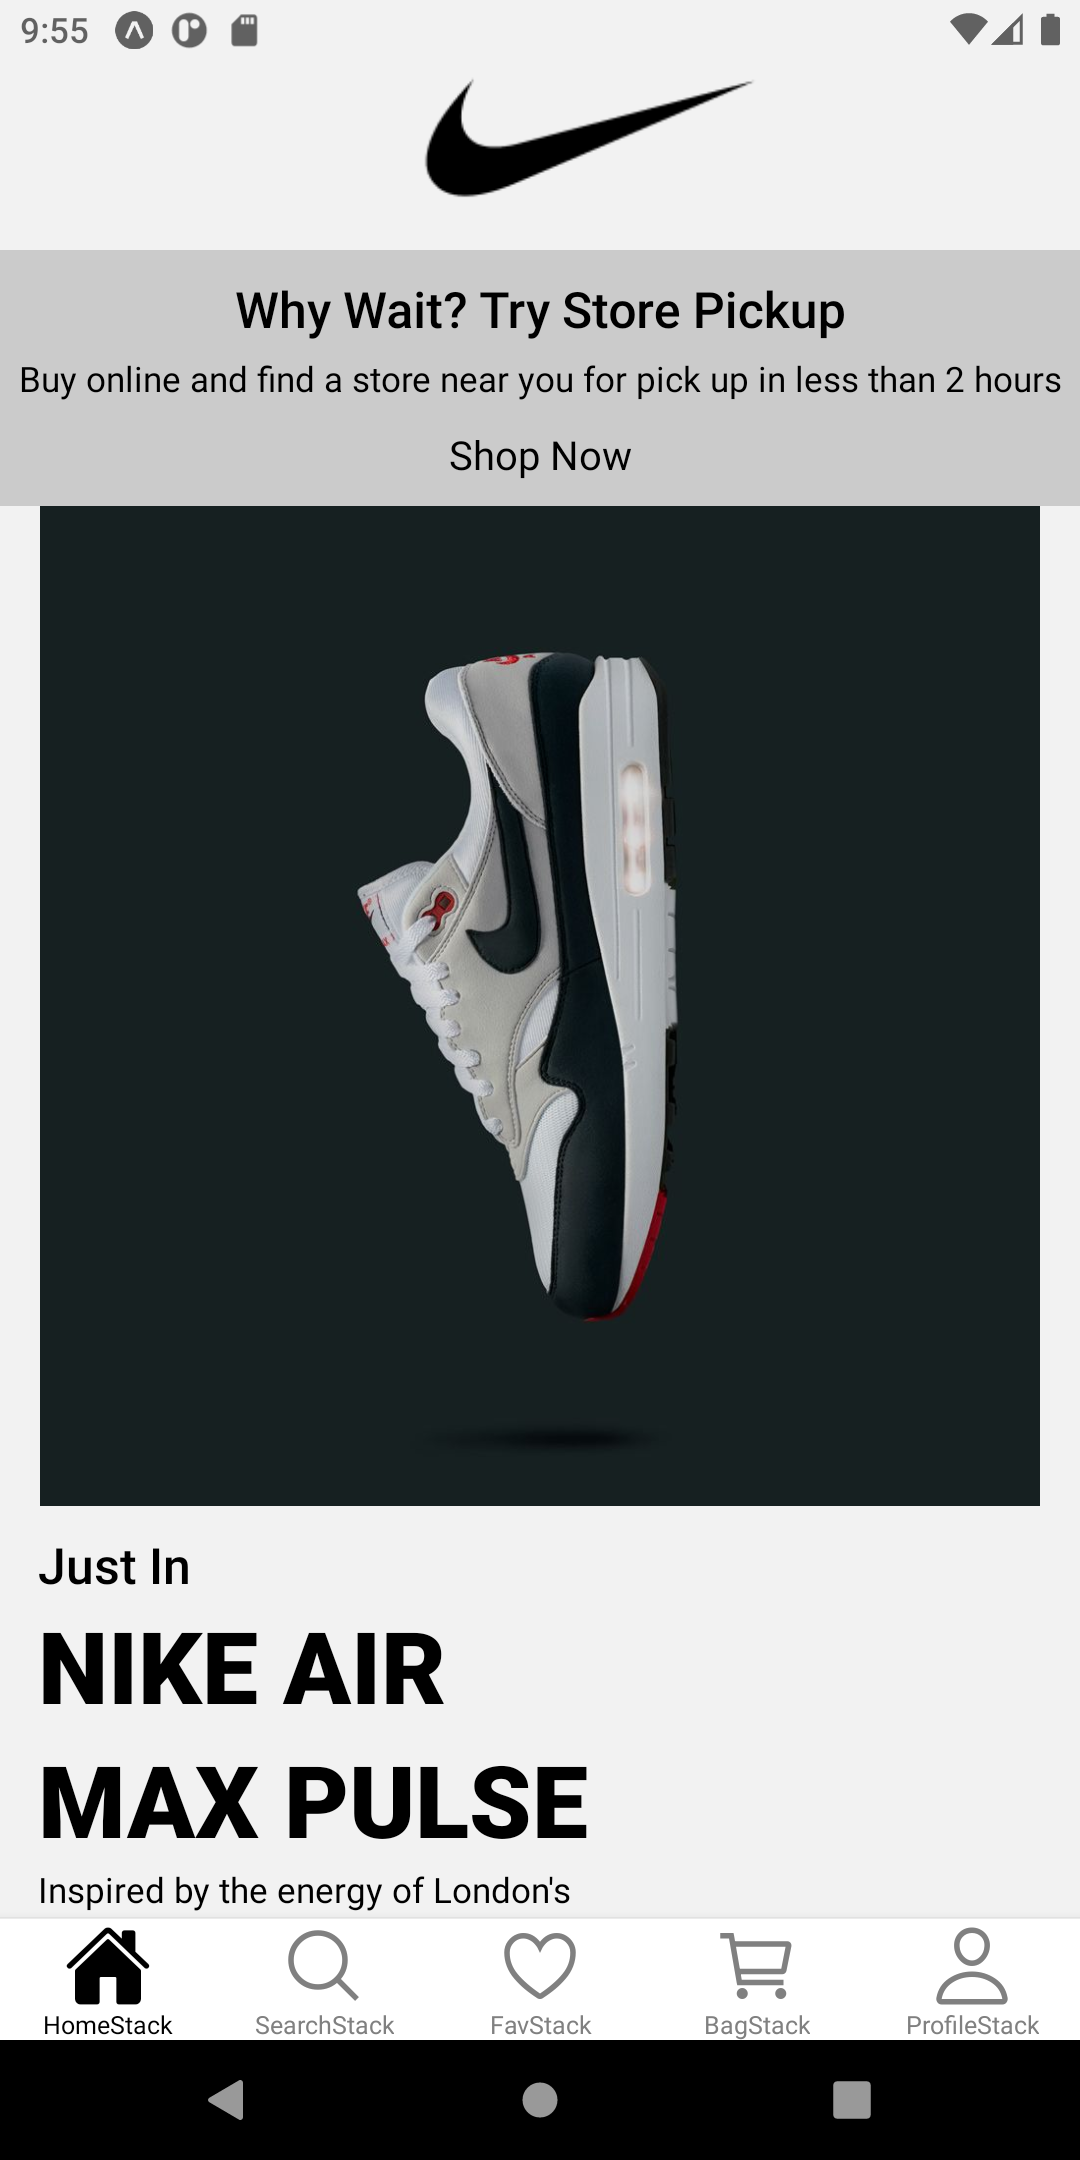 9:55
Why Wait? Try Store Pickup
Buy online and find a store near you for pick up in less than 2 hours
Shop Now
Just In
NIKE AIR
MAX PULSE
Inspired by the energy of London's
HomeStack SearchStack FavStack BagStack ProfileStack